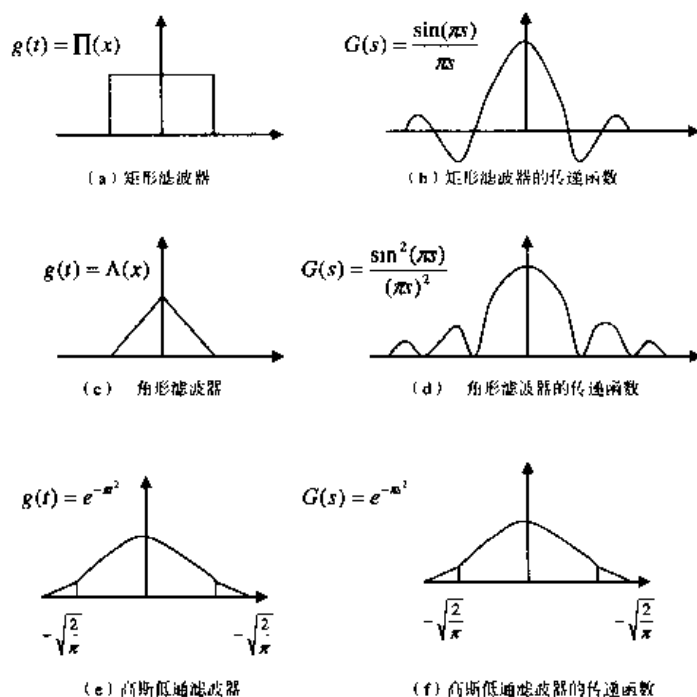 g(t) = ∏(x)
G(s) = sin(πs) / πs
(a) 矩形滤波器
(b) 矩形滤波器的传递函数
g(t) = Λ(x)
G(s) = sin²(πs) / (πs)²
(c) 角形滤波器
(d) 角形滤波器的传递函数
g(t) = e^{-πt²}
G(s) = e^{-πs²}
-√(2/π) -√(2/π)
-√(2/π) -√(2/π)
(e) 高斯低通滤波器
(f) 高斯低通滤波器的传递函数